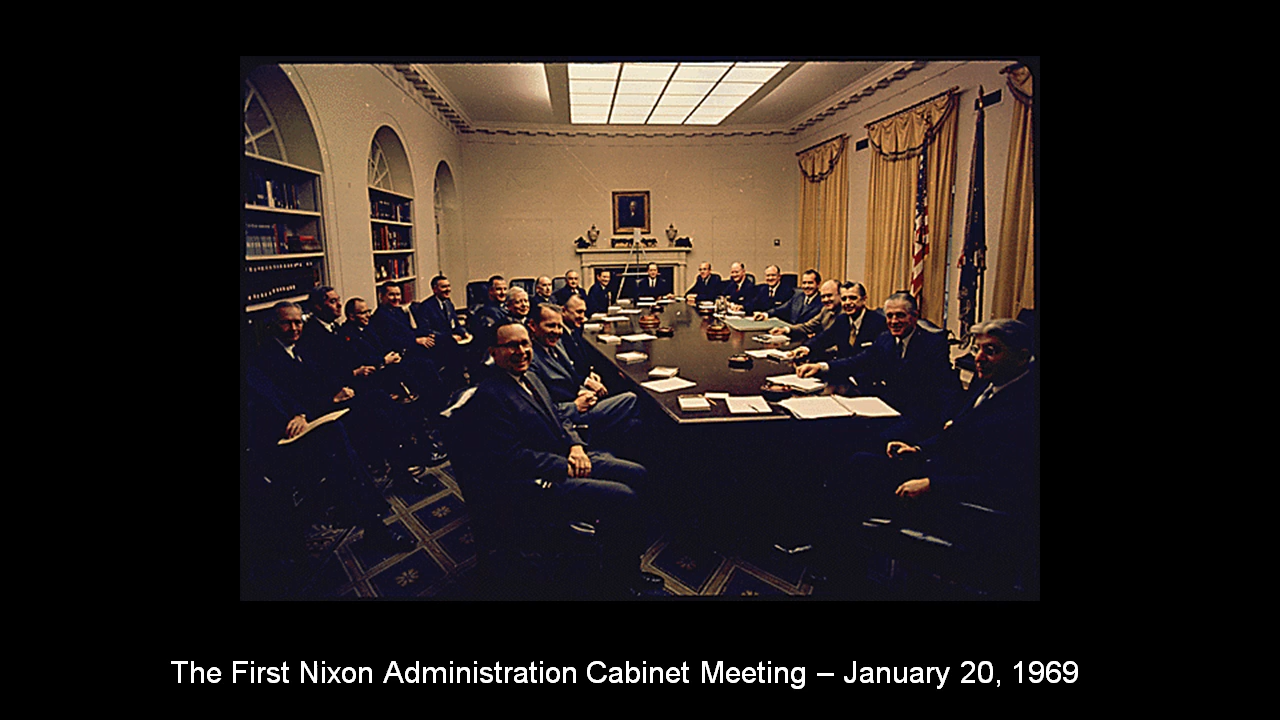 The First Nixon Administration Cabinet Meeting – January 20, 1969